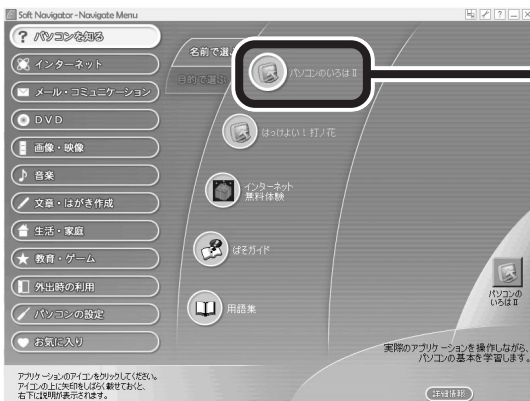 Soft Navigator - Navigate Menu
パソコンを知る
インターネット
メール・コミュニケーション
DVD
画像・映像
音楽
文章・はがき作成
生活・家庭
教育・ゲーム
外出時の利用
パソコンの設定
お気に入り
名前で選
目的で選
パソコンのいろはⅡ
はっけよい！打ノ花
インターネット
無料体験
ぱそガイド
用語集
パソコンの
いろはⅡ
実際のアプリケーションを操作しながら、
パソコンの基本を学習します。
詳細情報
アプリケーションのアイコンをクリックしてください。
アイコンの上に矢印をしばらく載せておくと、
右下に説明が表示されます。